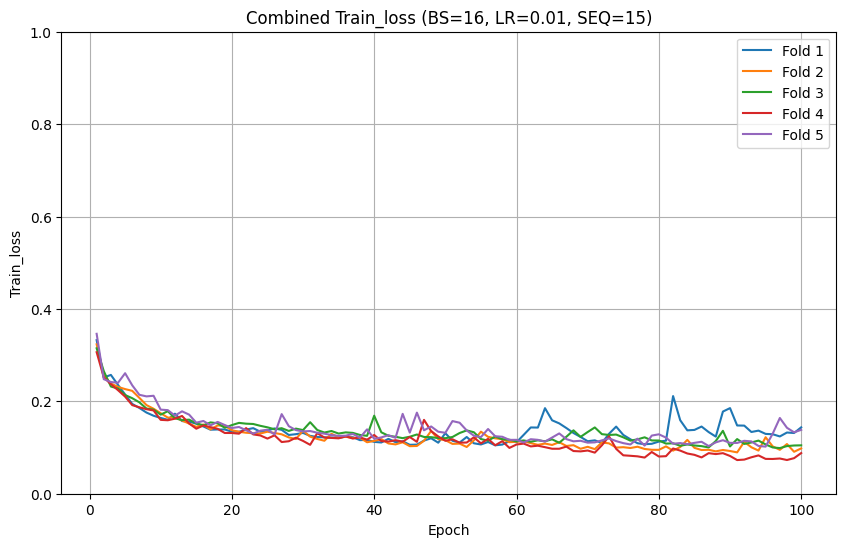 Combined Train_loss (BS=16, LR=0.01, SEQ=15)
1.0
0.8
0.6
0.4
0.2
0.0
Train_loss
0
20
40
60
80
100
Epoch
Fold 1
Fold 2
Fold 3
Fold 4
Fold 5